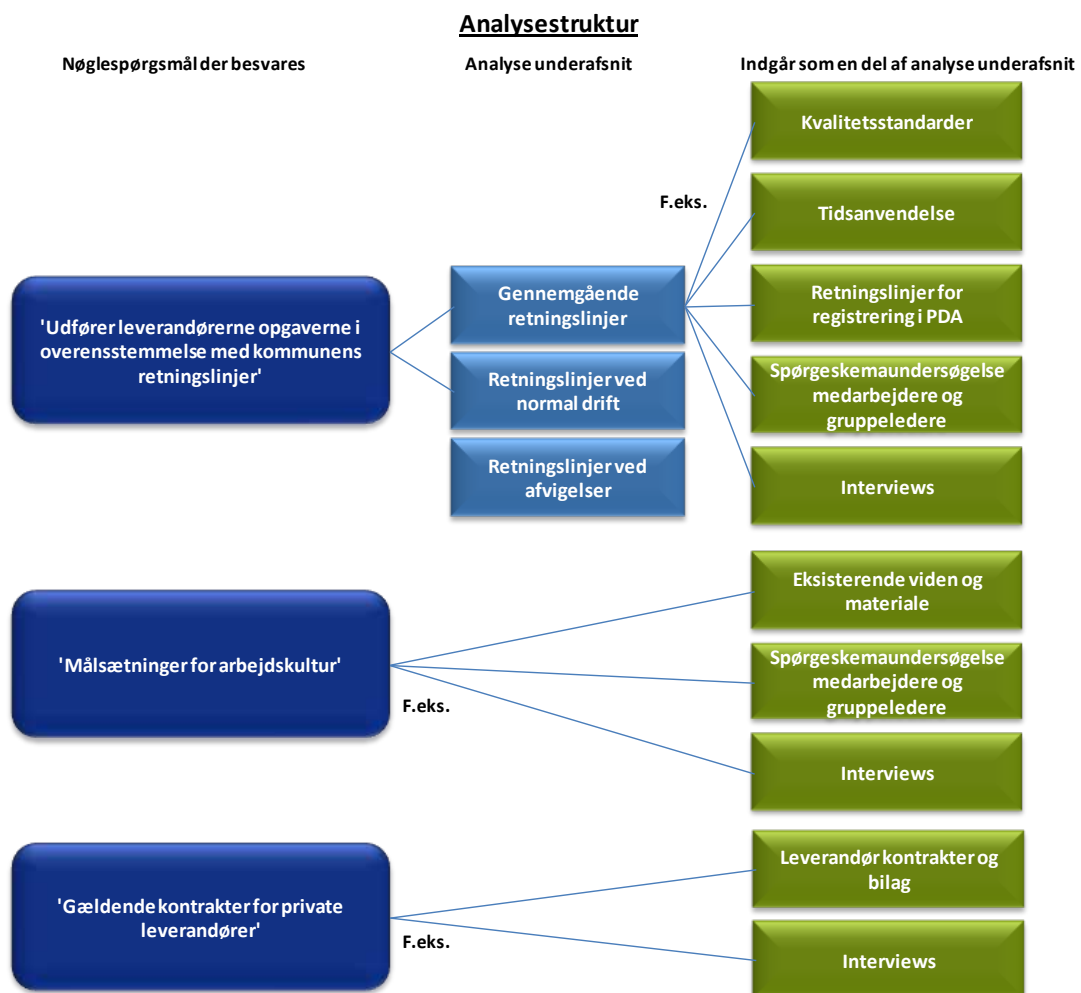 Analysestruktur
Nøglespørgsmål der besvares
Analyse underafsnit
Indgår som en del af analyse underafsnit
'Udfører leverandørerne opgaverne i
overensstemmelse med kommunens
retningslinjer'
Gennemgående
retningslinjer
Retningslinjer ved
normal drift
Retningslinjer ved
afvigelser
F.eks.
Kvalitetsstandarder
Tidsanvendelse
Retningslinjer for
registrering i PDA
Spørgeskemaundersøgelse
medarbejdere og
gruppeledere
Interviews
'Målsætninger for arbejdskultur'
F.eks.
Eksisterende viden og
materiale
Spørgeskemaundersøgelse
medarbejdere og
gruppeledere
Interviews
'Gældende kontrakter for private
leverandører'
F.eks.
Leverandør kontrakter og
bilag
Interviews